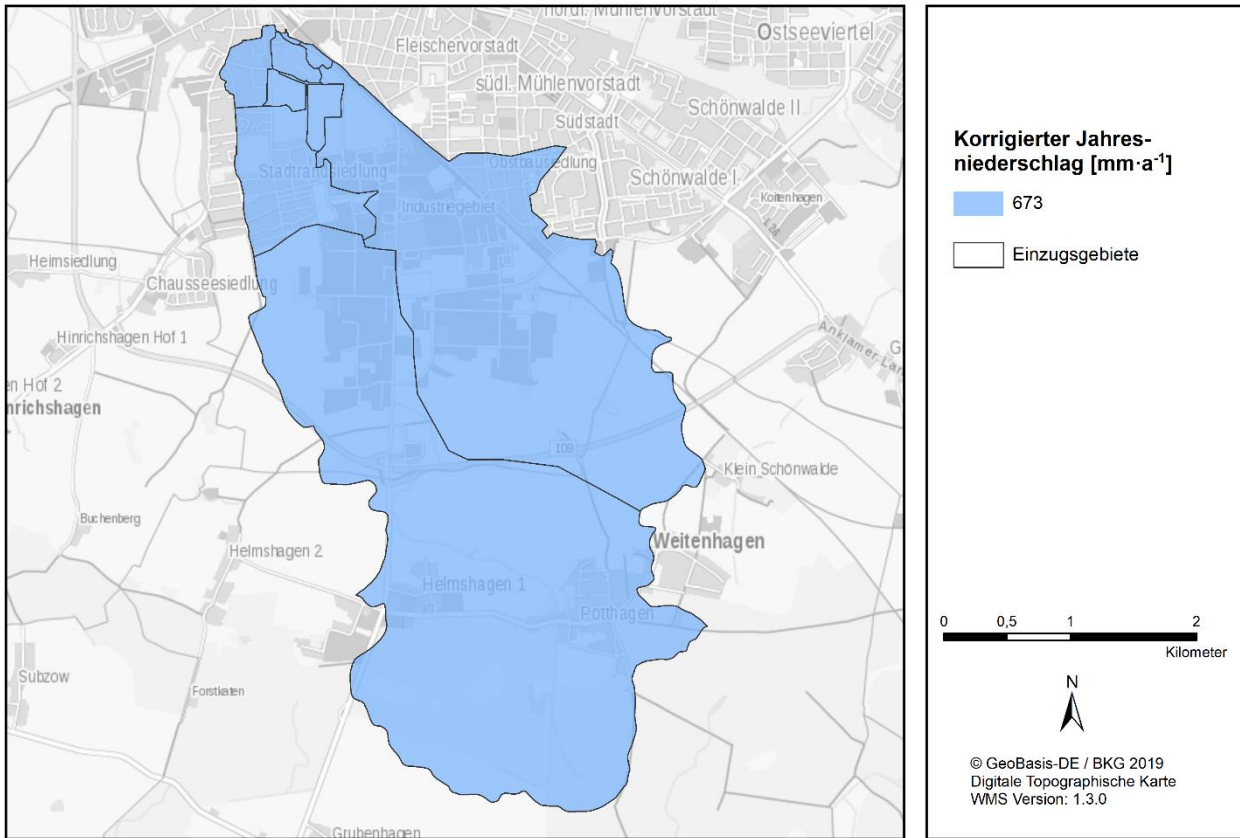 nördl. Mühlenvorstadt
Ostseeviertel
Fleischervorstadt
südl. Mühlenvorstadt
Schönwalde II
Südstadt
Obstbausiedlung
Stadtrandsiedlung
Schönwalde I
Industriegebiet
Koitenhagen
L26
Heimsiedlung
Chausseesiedlung
Hinrichshagen Hof 1
Anklamer Lan
G
en Hof 2
inrichshagen
109
Klein Schönwalde
Buchenberg
Helmshagen 2
Weitenhagen
Helmshagen 1
Potthagen
Subzow
Forstkaten
Grubenhagen
Korrigierter Jahres-
niederschlag [mm·a⁻¹]
673
Einzugsgebiete
0 0,5 1 2
Kilometer
N
© GeoBasis-DE / BKG 2019
Digitale Topographische Karte
WMS Version: 1.3.0